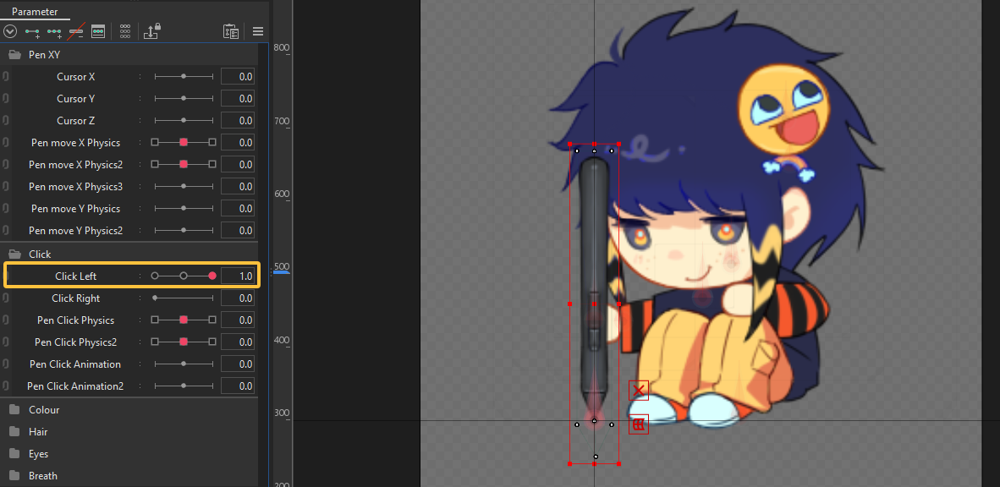 Parameter
Pen XY
Cursor X : 0.0
Cursor Y : 0.0
Cursor Z : 0.0
Pen move X Physics : 0.0
Pen move X Physics2 : 0.0
Pen move X Physics3 : 0.0
Pen move Y Physics : 0.0
Pen move Y Physics2 : 0.0
Click
Click Left : 1.0
Click Right : 0.0
Pen Click Physics : 0.0
Pen Click Physics2 : 0.0
Pen Click Animation : 0.0
Pen Click Animation2 : 0.0
Colour
Hair
Eyes
Breath
800
700
600
500
400
300
200